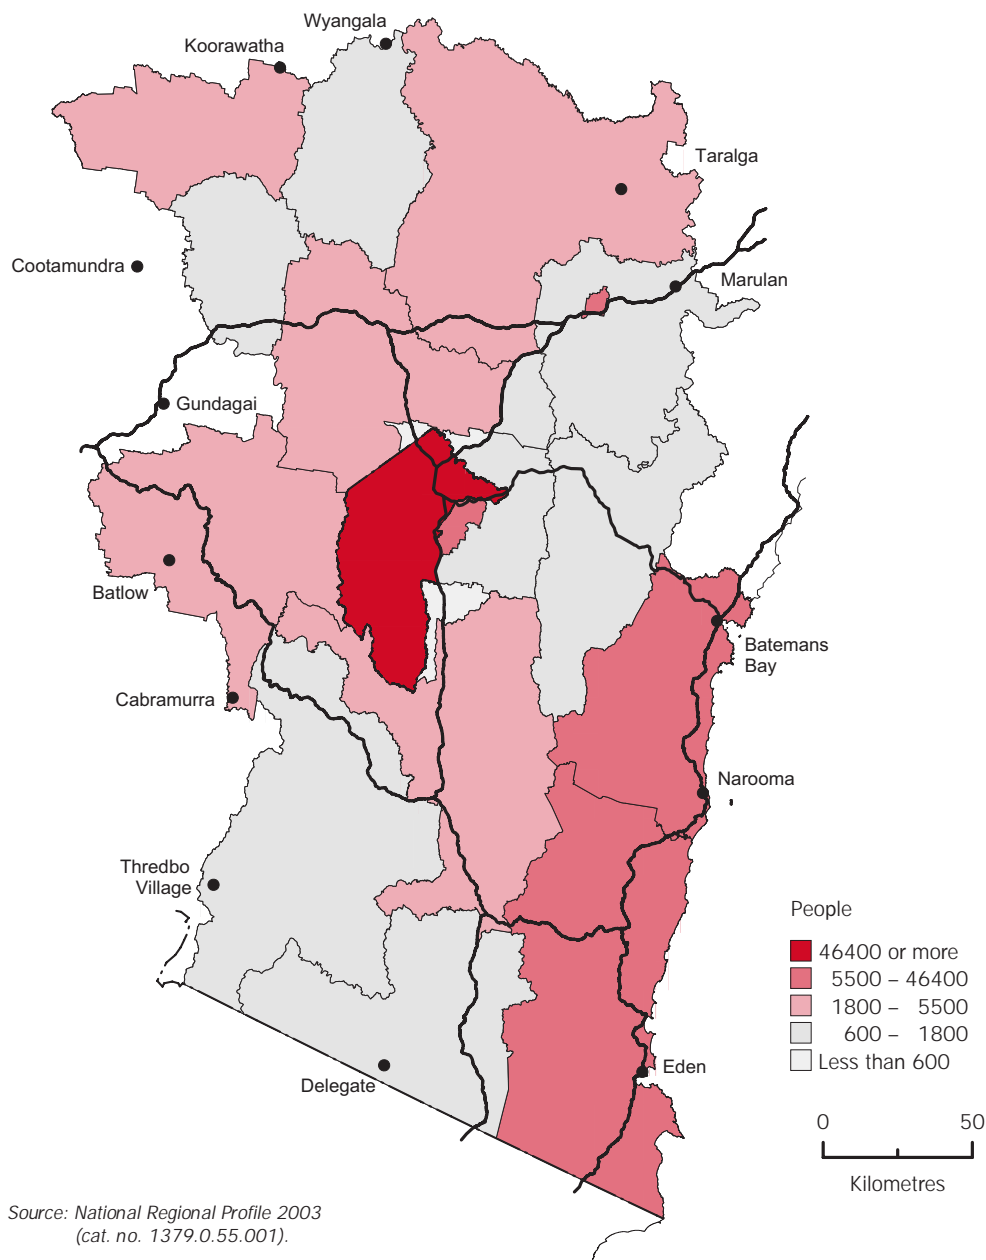 Wyangala
Koorawatha
Taralga
Cootamundra
Marulan
Gundagai
Batlow
Batemans
Bay
Cabramurra
Narooma
Thredbo
Village
People
46400 or more
5500 – 46400
1800 – 5500
600 – 1800
Less than 600
Eden
Delegate
0 50
Kilometres
Source: National Regional Profile 2003
(cat. no. 1379.0.55.001).